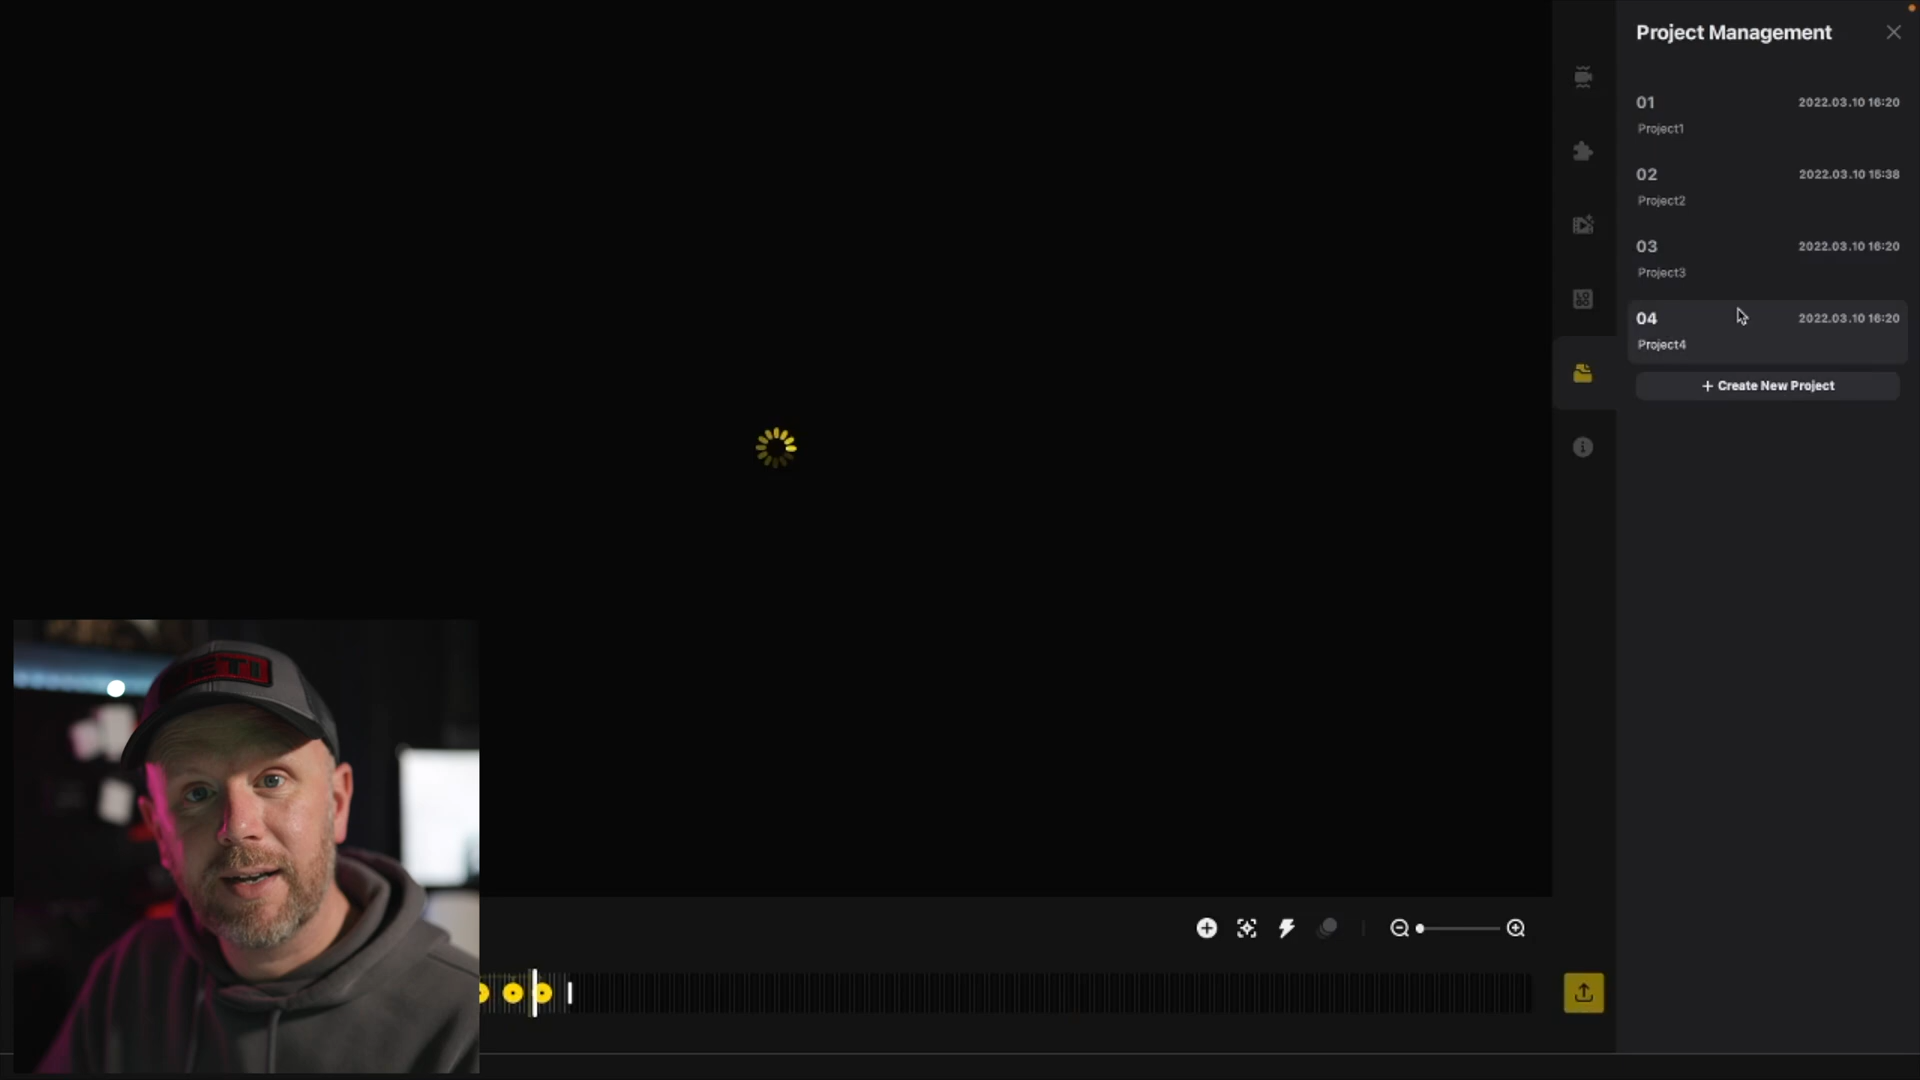 Project Management
01 2022.03.10 16:20
Project1
02 2022.03.10 15:38
Project2
03 2022.03.10 16:20
Project3
04 2022.03.10 16:20
Project4
+ Create New Project